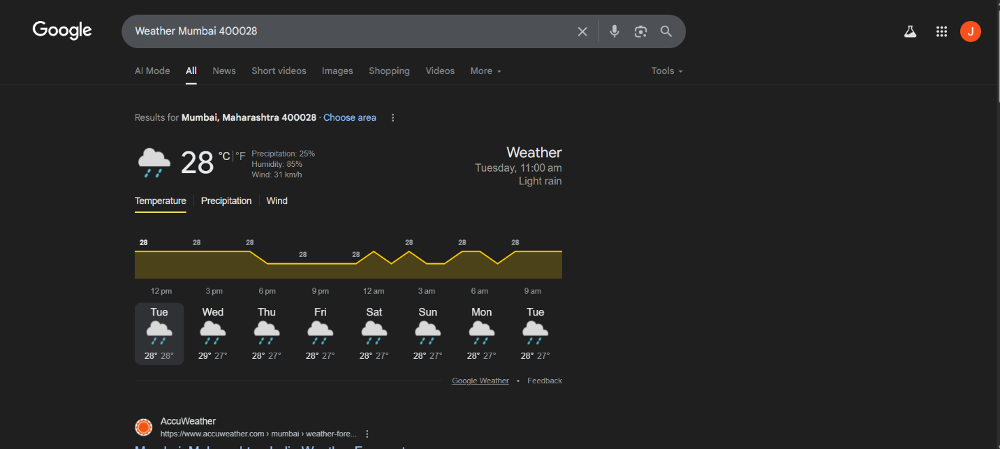 Google
Weather Mumbai 400028
J
AI Mode All News Short videos Images Shopping Videos More Tools
Results for Mumbai, Maharashtra 400028 · Choose area
28 °C | °F
Precipitation: 25%
Humidity: 85%
Wind: 31 km/h
Weather
Tuesday, 11:00 am
Light rain
Temperature Precipitation Wind
28 28 28 28 28 28 28 28
12 pm 3 pm 6 pm 9 pm 12 am 3 am 6 am 9 am
Tue Wed Thu Fri Sat Sun Mon Tue
28° 28° 29° 27° 28° 27° 28° 27° 28° 27° 28° 27° 28° 27° 28° 27°
Google Weather • Feedback
AccuWeather
https://www.accuweather.com › mumbai › weather-fore...